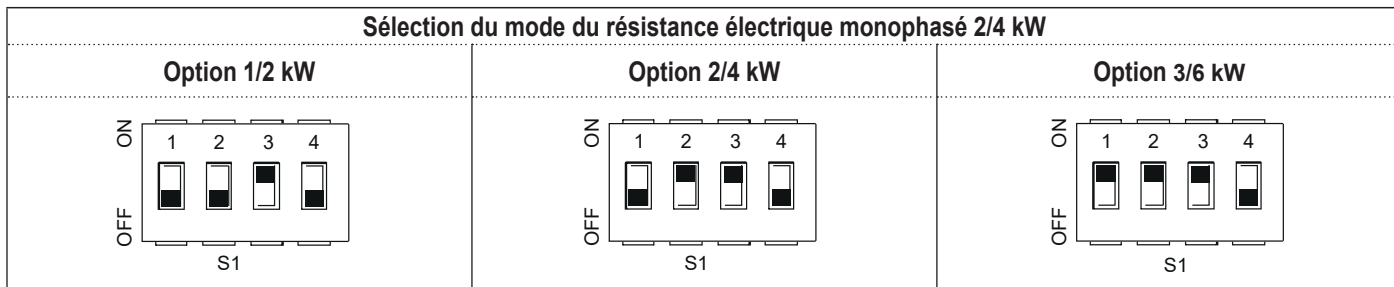 Sélection du mode du résistance électrique monophasé 2/4 kW
Option 1/2 kW
ON
1 2 3 4
OFF
S1
Option 2/4 kW
ON
1 2 3 4
OFF
S1
Option 3/6 kW
ON
1 2 3 4
OFF
S1